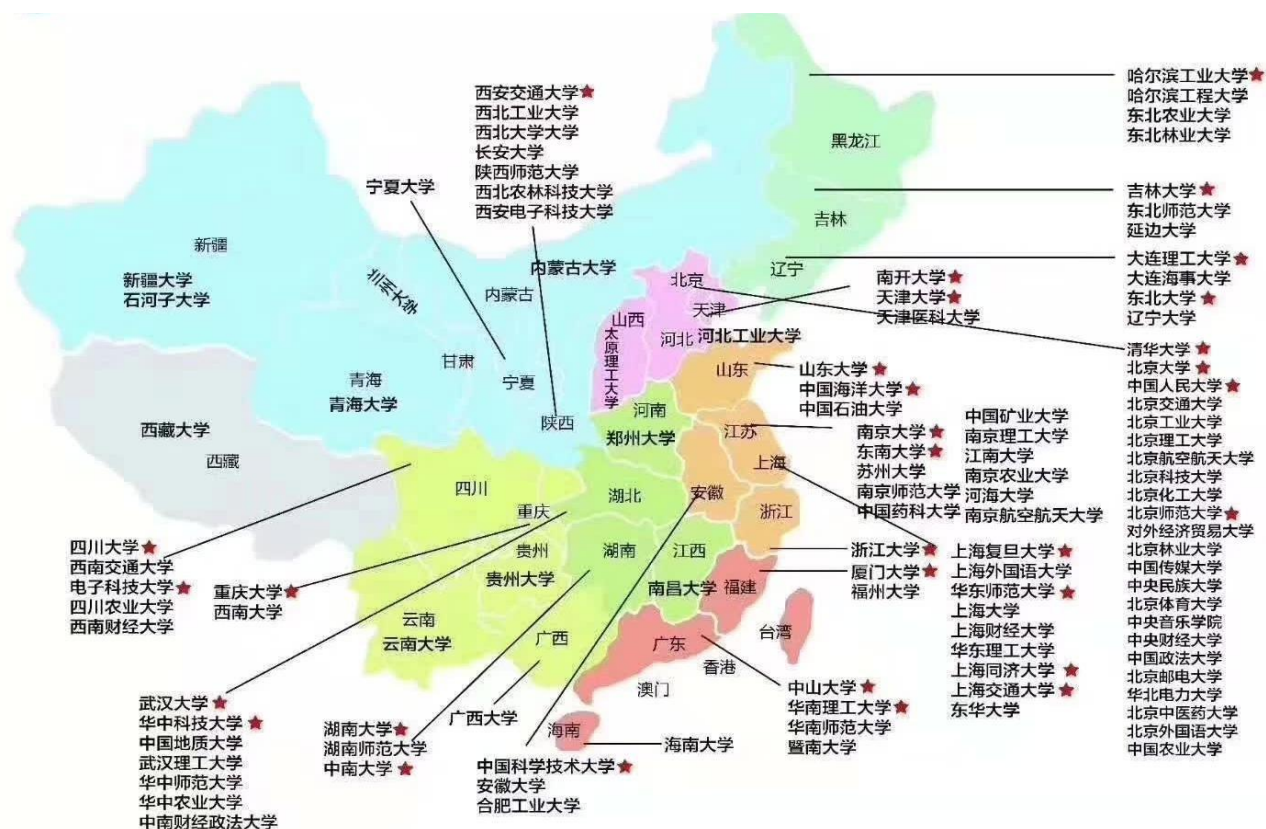 哈尔滨工业大学★
哈尔滨工程大学
东北农业大学
东北林业大学
黑龙江
西安交通大学★
西北工业大学
西北大学大学
长安大学
陕西师范大学
西北农林科技大学
西安电子科技大学
宁夏大学
吉林大学★
东北师范大学
延边大学
吉林
新疆
新疆大学
石河子大学
兰州大学
内蒙古大学
内蒙古
辽宁
大连理工大学★
大连海事大学
东北大学★
辽宁大学
北京
天津
南开大学★
天津大学★
天津医科大学
山西
太原理工大学
河北
河北工业大学
清华大学★
北京大学★
中国人民大学★
北京交通大学
北京工业大学
北京理工大学
北京航空航天大学
北京科技大学
北京化工大学
北京师范大学★
对外经济贸易大学
北京林业大学
中国传媒大学
中央民族大学
北京体育大学
中央音乐学院
中央财经大学
中国政法大学
北京邮电大学
华北电力大学
北京中医药大学
北京外国语大学
中国农业大学
甘肃
青海
青海大学
宁夏
陕西
山东
山东大学★
中国海洋大学★
中国石油大学
河南
郑州大学
江苏
南京大学★
东南大学★
苏州大学
南京师范大学
中国药科大学
中国矿业大学
南京理工大学
江南大学
南京农业大学
河海大学
南京航空航天大学
西藏大学
西藏
四川
重庆
湖北
安徽
上海
浙江
四川大学★
西南交通大学
电子科技大学★
四川农业大学
西南财经大学
重庆大学★
西南大学
贵州
贵州大学
湖南
江西
南昌大学
福建
浙江大学★
厦门大学★
福州大学
上海复旦大学★
上海外国语大学
华东师范大学★
上海大学
上海财经大学
华东理工大学
上海同济大学★
上海交通大学★
东华大学
云南
云南大学
广西
广西大学
广东
香港
澳门
台湾
武汉大学★
华中科技大学★
中国地质大学
武汉理工大学
华中师范大学
华中农业大学
中南财经政法大学
湖南大学★
湖南师范大学
中南大学★
海南
海南大学
中山大学★
华南理工大学★
华南师范大学
暨南大学
中国科学技术大学★
安徽大学
合肥工业大学